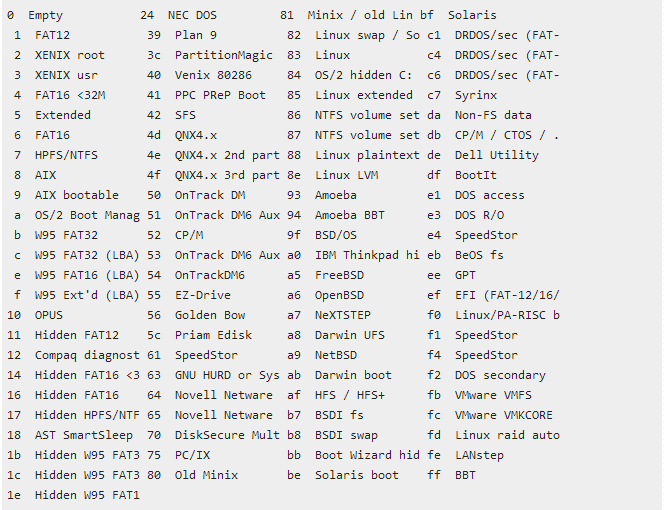 0 Empty 24 NEC DOS 81 Minix / old Lin bf Solaris
1 FAT12 39 Plan 9 82 Linux swap / So c1 DRDOS/sec (FAT-
2 XENIX root 3c PartitionMagic 83 Linux c4 DRDOS/sec (FAT-
3 XENIX usr 40 Venix 80286 84 OS/2 hidden C: c6 DRDOS/sec (FAT-
4 FAT16 <32M 41 PPC PReP Boot 85 Linux extended c7 Syrinx
5 Extended 42 SFS 86 NTFS volume set da Non-FS data
6 FAT16 4d QNX4.x 87 NTFS volume set db CP/M / CTOS / .
7 HPFS/NTFS 4e QNX4.x 2nd part 88 Linux plaintext de Dell Utility
8 AIX 4f QNX4.x 3rd part 8e Linux LVM df BootIt
9 AIX bootable 50 OnTrack DM 93 Amoeba e1 DOS access
a OS/2 Boot Manag 51 OnTrack DM6 Aux 94 Amoeba BBT e3 DOS R/O
b W95 FAT32 52 CP/M 9f BSD/OS e4 SpeedStor
c W95 FAT32 (LBA) 53 OnTrack DM6 Aux a0 IBM Thinkpad hi eb BeOS fs
e W95 FAT16 (LBA) 54 OnTrackDM6 a5 FreeBSD ee GPT
f W95 Ext'd (LBA) 55 EZ-Drive a6 OpenBSD ef EFI (FAT-12/16/
10 OPUS 56 Golden Bow a7 NeXTSTEP f0 Linux/PA-RISC b
11 Hidden FAT12 5c Priam Edisk a8 Darwin UFS f1 SpeedStor
12 Compaq diagnost 61 SpeedStor a9 NetBSD f4 SpeedStor
14 Hidden FAT16 <3 63 GNU HURD or Sys ab Darwin boot f2 DOS secondary
16 Hidden FAT16 64 Novell Netware af HFS / HFS+ fb VMware VMFS
17 Hidden HPFS/NTF 65 Novell Netware b7 BSDI fs fc VMware VMKCORE
18 AST SmartSleep 70 DiskSecure Mult b8 BSDI swap fd Linux raid auto
1b Hidden W95 FAT3 75 PC/IX bb Boot Wizard hid fe LANstep
1c Hidden W95 FAT3 80 Old Minix be Solaris boot ff BBT
1e Hidden W95 FAT1